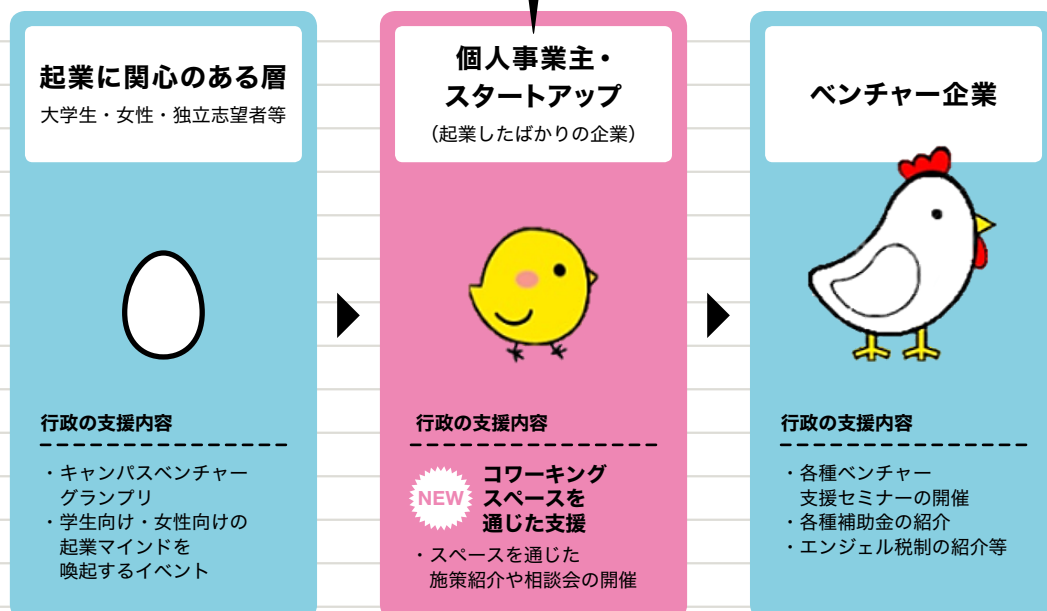 起業に関心のある層
大学生・女性・独立志望者等
行政の支援内容
・キャンパスベンチャー
グランプリ
・学生向け・女性向けの
起業マインドを
喚起するイベント
個人事業主・
スタートアップ
（起業したばかりの企業）
行政の支援内容
NEW
コワーキング
スペースを
通じた支援
・スペースを通じた
施策紹介や相談会の開催
ベンチャー企業
行政の支援内容
・各種ベンチャー
支援セミナーの開催
・各種補助金の紹介
・エンジェル税制の紹介等